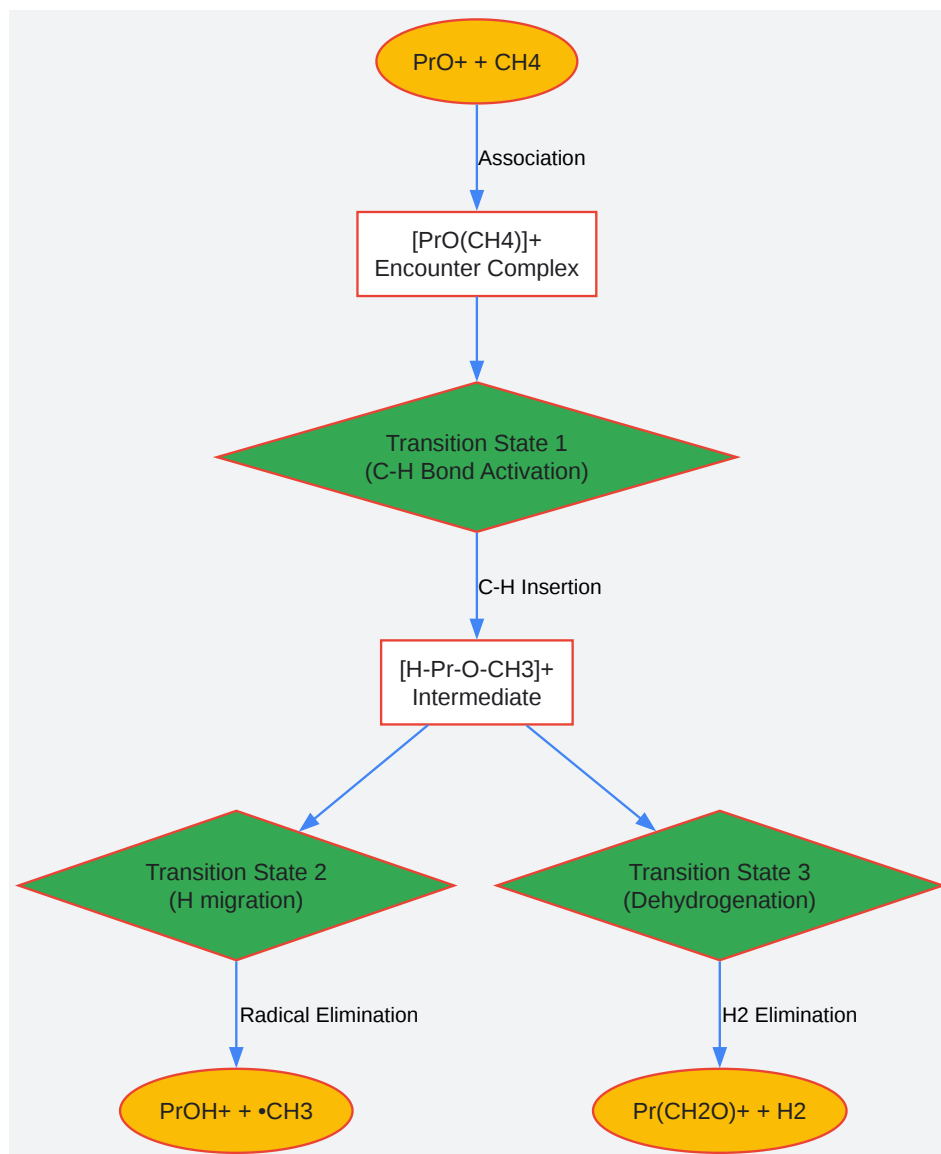 PrO+ + CH4
Association
[PrO(CH4)]+
Encounter Complex
Transition State 1
(C-H Bond Activation)
C-H Insertion
[H-Pr-O-CH3]+
Intermediate
Transition State 2
(H migration)
Transition State 3
(Dehydrogenation)
Radical Elimination
H2 Elimination
PrOH+ + •CH3
Pr(CH2O)+ + H2